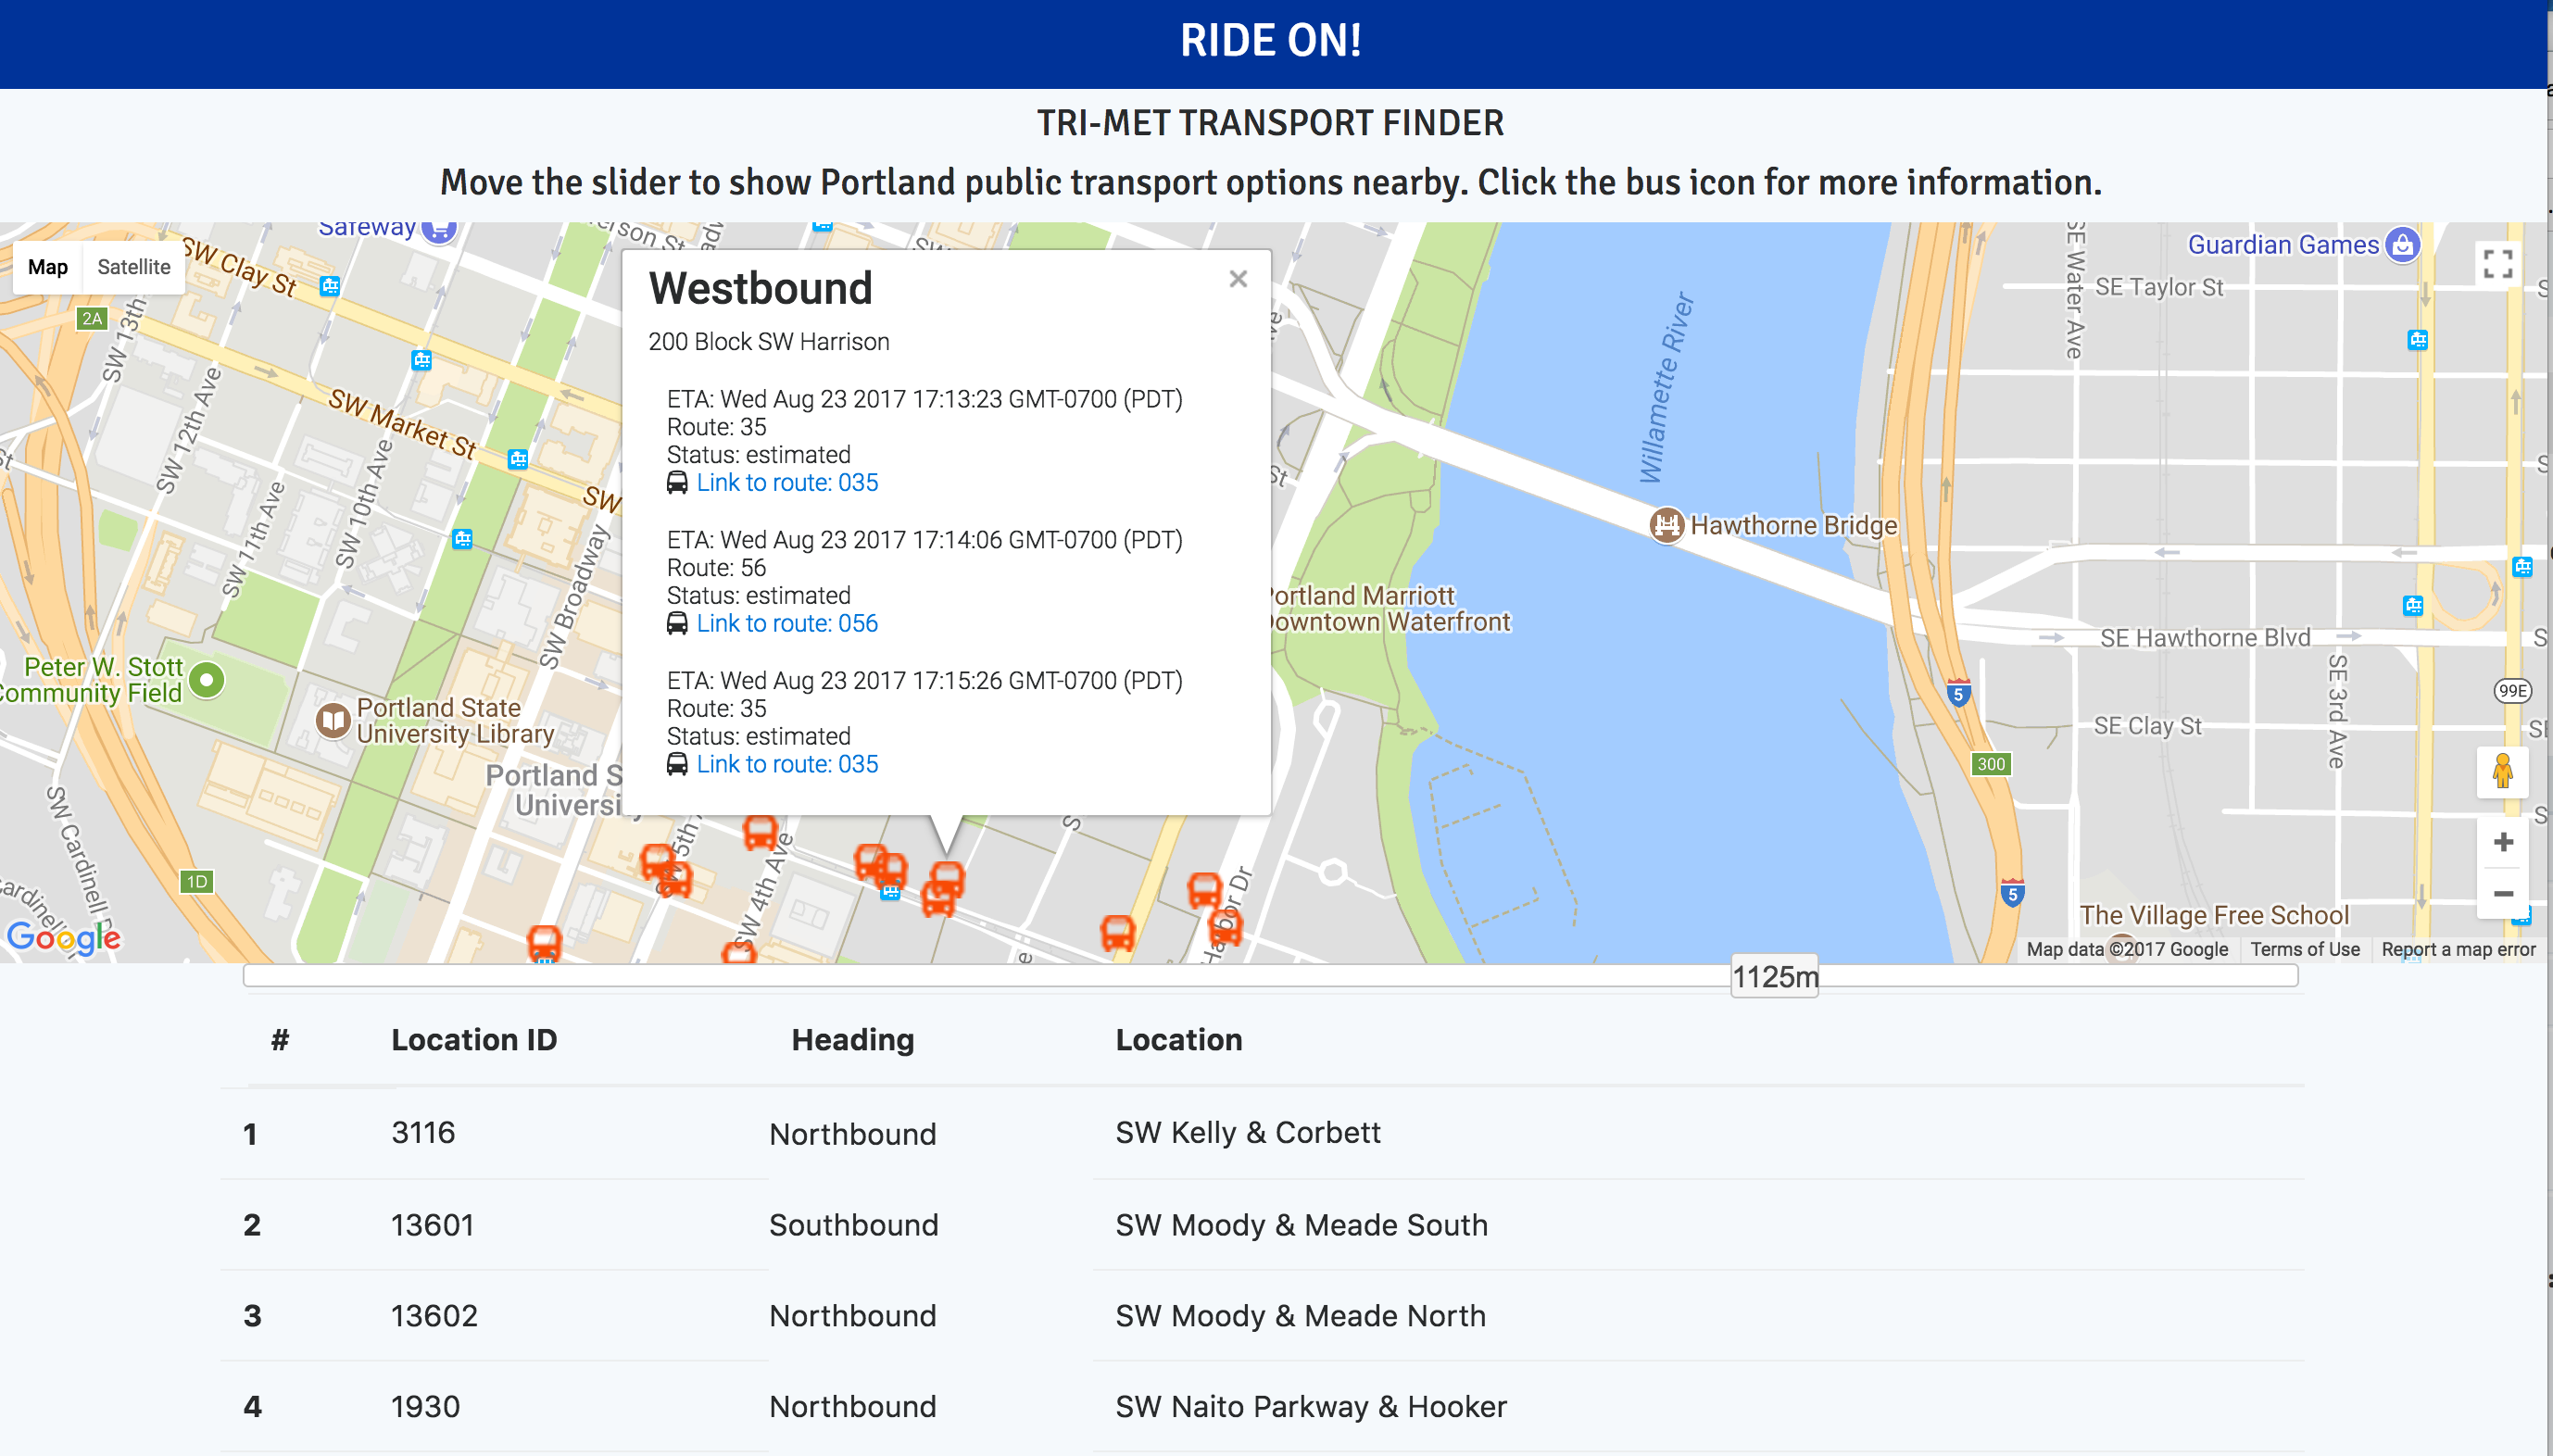 RIDE ON!
TRI-MET TRANSPORT FINDER
Move the slider to show Portland public transport options nearby. Click the bus icon for more information.
Map
Satellite
Safeway
SW Clay St
2A
SW 13th
SW 12th Ave
SW Market St
SW 11th Ave
SW 10th Ave
SW
SW Broadway
Peter W. Stott
Community Field
Portland State
University Library
Portland S
Universi
SW Cardinell
1D
SW 5th
SW 4th Ave
Google
Westbound
200 Block SW Harrison
ETA: Wed Aug 23 2017 17:13:23 GMT-0700 (PDT)
Route: 35
Status: estimated
Link to route: 035
ETA: Wed Aug 23 2017 17:14:06 GMT-0700 (PDT)
Route: 56
Status: estimated
Link to route: 056
ETA: Wed Aug 23 2017 17:15:26 GMT-0700 (PDT)
Route: 35
Status: estimated
Link to route: 035
St
Willamette River
Hawthorne Bridge
Portland Marriott
Downtown Waterfront
Harbor Dr
Guardian Games
SE Water Ave
SE Taylor St
SE Hawthorne Blvd
SE 3rd Ave
99E
5
SE Clay St
300
5
The Village Free School
Map data ©2017 Google
Terms of Use
Report a map error
1125m
# Location ID Heading Location
1 3116 Northbound SW Kelly & Corbett
2 13601 Southbound SW Moody & Meade South
3 13602 Northbound SW Moody & Meade North
4 1930 Northbound SW Naito Parkway & Hooker